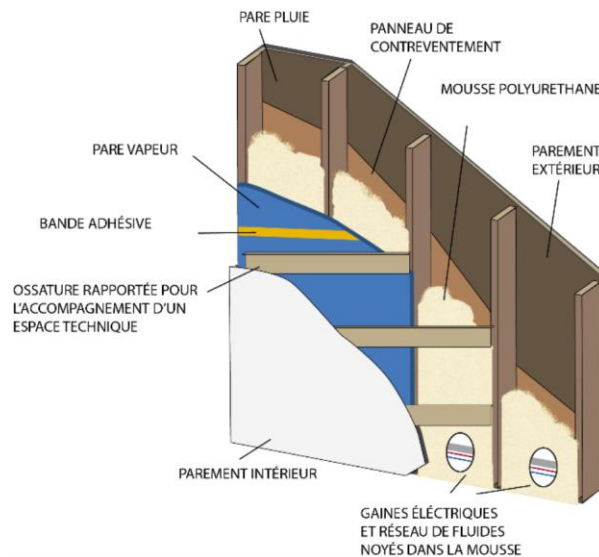 PARE PLUIE
PANNEAU DE
CONTREVENTEMENT
MOUSSE POLYURETHANE
PARE VAPEUR
PAREMENT
EXTÉRIEUR
BANDE ADHÉSIVE
OSSATURE RAPPORTÉE POUR
L'ACCOMPAGNEMENT D'UN
ESPACE TECHNIQUE
PAREMENT INTÉRIEUR
GAINES ÉLÉCTRIQUES
ET RÉSEAU DE FLUIDES
NOYÉS DANS LA MOUSSE